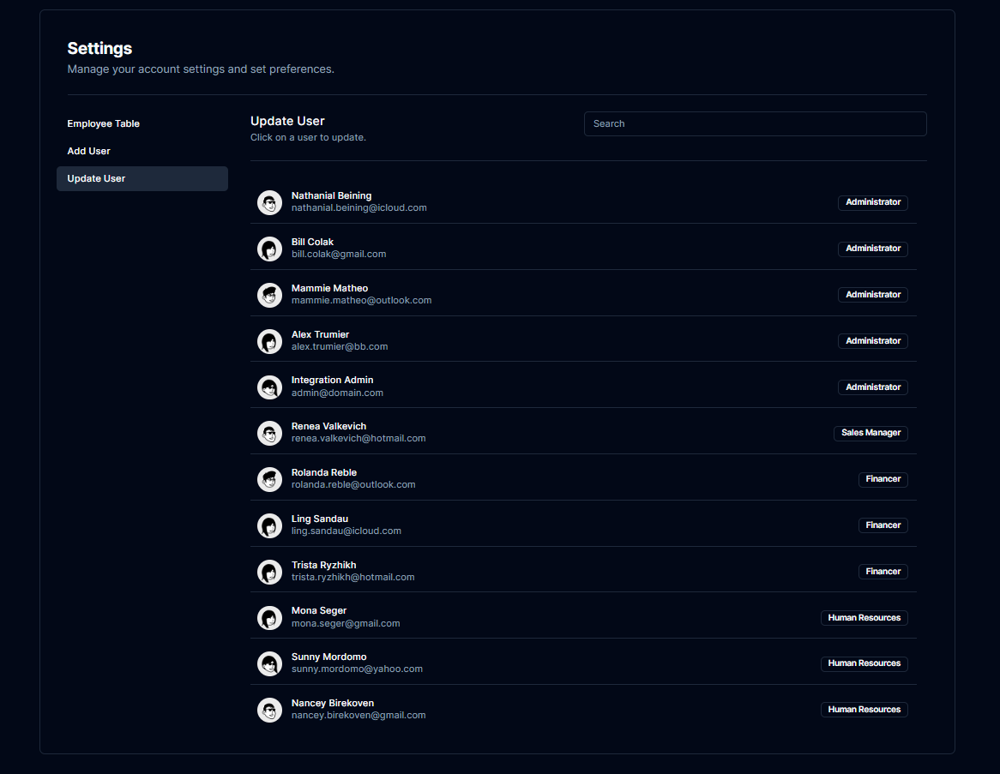 Settings
Manage your account settings and set preferences.
Employee Table
Add User
Update User
Update User
Click on a user to update.
Search
Nathanial Beining
nathanial.beining@icloud.com
Administrator
Bill Colak
bill.colak@gmail.com
Administrator
Mammie Matheo
mammie.matheo@outlook.com
Administrator
Alex Trumier
alex.trumier@bb.com
Administrator
Integration Admin
admin@domain.com
Administrator
Renea Valkevich
renea.valkevich@hotmail.com
Sales Manager
Rolanda Reble
rolanda.reble@outlook.com
Financer
Ling Sandau
ling.sandau@icloud.com
Financer
Trista Ryzhikh
trista.ryzhikh@hotmail.com
Financer
Mona Seger
mona.seger@gmail.com
Human Resources
Sunny Mordomo
sunny.mordomo@yahoo.com
Human Resources
Nancey Birekoven
nancey.birekoven@gmail.com
Human Resources